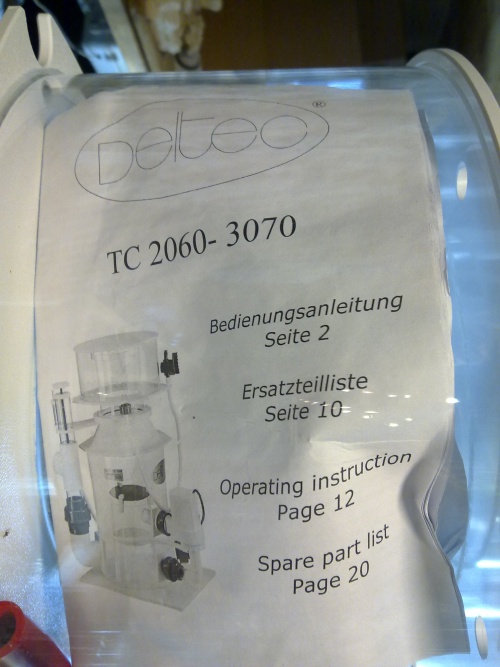 Deltec®
TC 2060- 3070
Bedienungsanleitung
Seite 2
Ersatzteilliste
Seite 10
Operating instruction
Page 12
Spare part list
Page 20